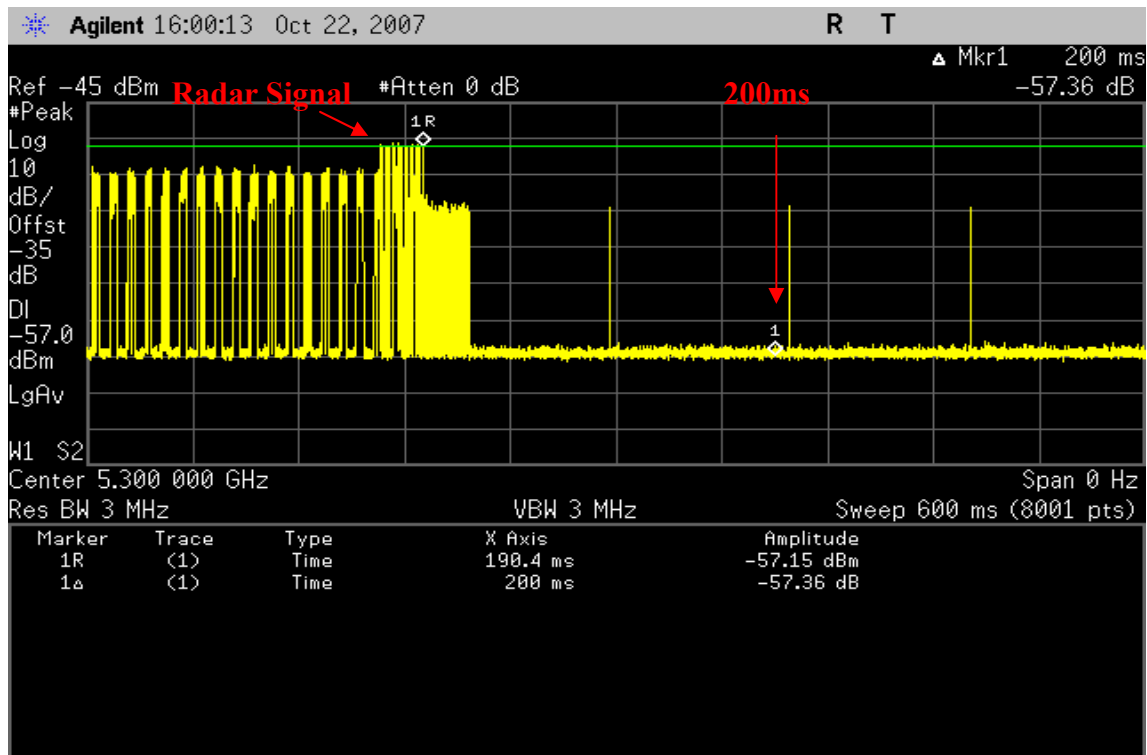 Agilent 16:00:13 Oct 22, 2007 R T
Δ Mkr1 200 ms
Ref -45 dBm #Atten 0 dB -57.36 dB
Radar Signal 200ms
#Peak
Log
10
dB/
Offst
-35
dB
DI
-57.0
dBm
LgAv
W1 S2
1R
1
Center 5.300 000 GHz Span 0 Hz
Res BW 3 MHz VBW 3 MHz Sweep 600 ms (8001 pts)
Marker Trace Type X Axis Amplitude
1R (1) Time 190.4 ms -57.15 dBm
1Δ (1) Time 200 ms -57.36 dB